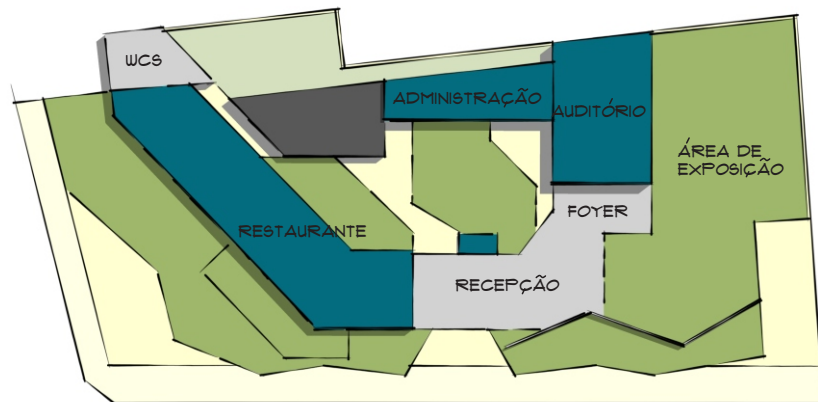 WCS
ADMINISTRAÇÃO
AUDITÓRIO
ÁREA DE
EXPOSIÇÃO
FOYER
RESTAURANTE
RECEPÇÃO